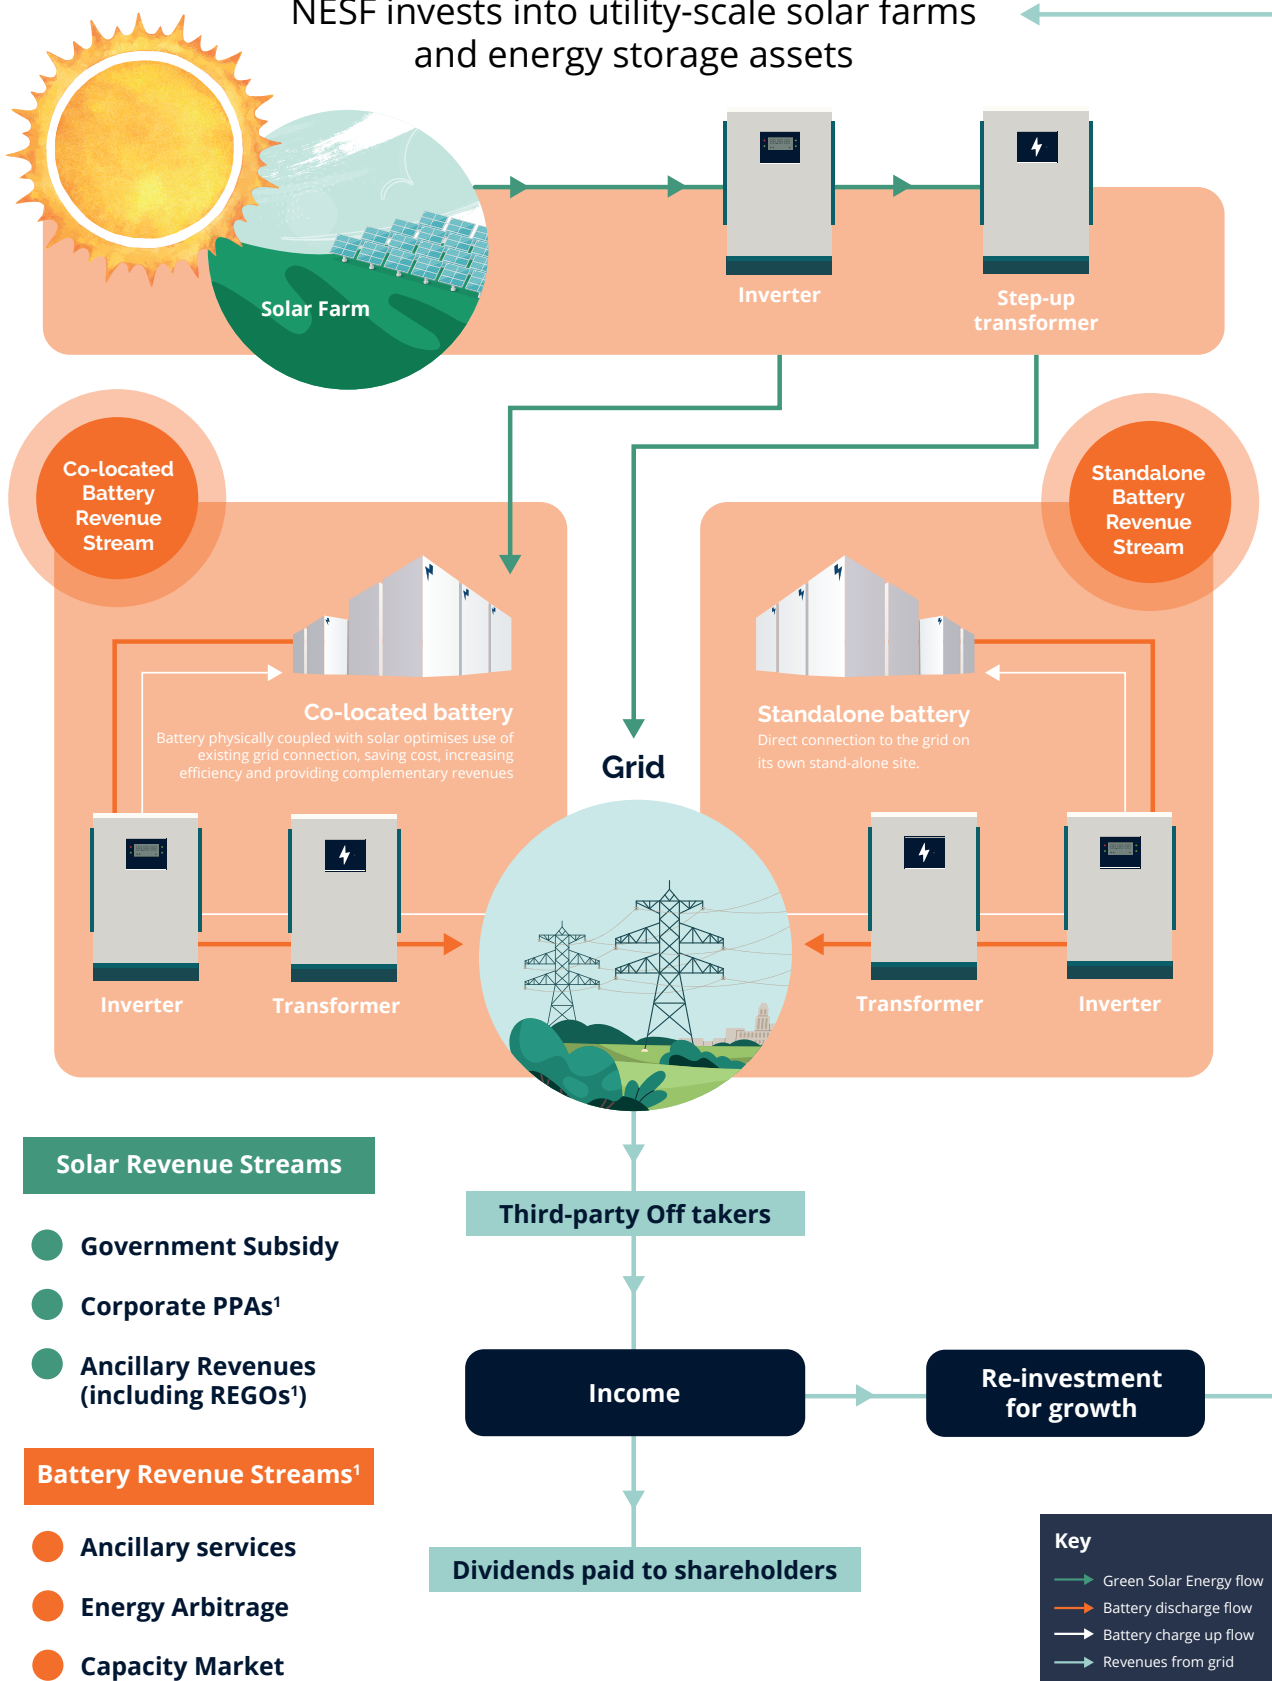 NESF invests into utility-scale solar farms
and energy storage assets
Solar Farm
Inverter
Step-up
transformer
Co-located
Battery
Revenue
Stream
Standalone
Battery
Revenue
Stream
Co-located battery
Battery physically coupled with solar optimises use of
existing grid connection, saving cost, increasing
efficiency and providing complementary revenues
Standalone battery
Direct connection to the grid on
its own stand-alone site.
Grid
Inverter
Transformer
Transformer
Inverter
Solar Revenue Streams
Government Subsidy
Corporate PPAs¹
Ancillary Revenues
(including REGOs¹)
Battery Revenue Streams¹
Ancillary services
Energy Arbitrage
Capacity Market
Third-party Off takers
Income
Re-investment
for growth
Dividends paid to shareholders
Key
Green Solar Energy flow
Battery discharge flow
Battery charge up flow
Revenues from grid